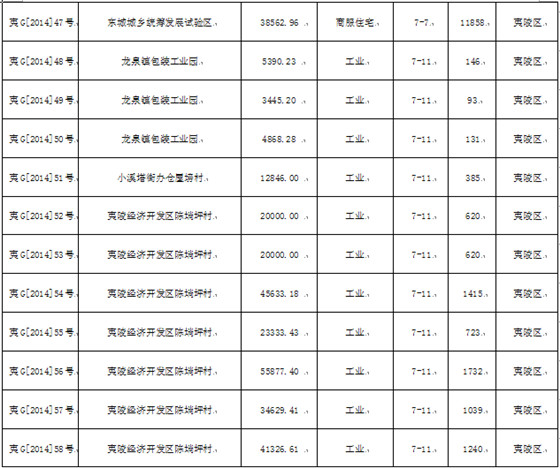 夷G[2014]47号 东城城乡统筹发展试验区 38562.96 商服住宅 7-7 11858 夷陵区
夷G[2014]48号 龙泉镇包装工业园 5390.23 工业 7-11 146 夷陵区
夷G[2014]49号 龙泉镇包装工业园 3445.20 工业 7-11 93 夷陵区
夷G[2014]50号 龙泉镇包装工业园 4868.28 工业 7-11 131 夷陵区
夷G[2014]51号 小溪塔街办仓屋塝村 12846.00 工业 7-11 385 夷陵区
夷G[2014]52号 夷陵经济开发区陈塆坪村 20000.00 工业 7-11 620 夷陵区
夷G[2014]53号 夷陵经济开发区陈塆坪村 20000.00 工业 7-11 620 夷陵区
夷G[2014]54号 夷陵经济开发区陈塆坪村 45633.18 工业 7-11 1415 夷陵区
夷G[2014]55号 夷陵经济开发区陈塆坪村 23333.43 工业 7-11 723 夷陵区
夷G[2014]56号 夷陵经济开发区陈塆坪村 55877.40 工业 7-11 1732 夷陵区
夷G[2014]57号 夷陵经济开发区陈塆坪村 34629.41 工业 7-11 1039 夷陵区
夷G[2014]58号 夷陵经济开发区陈塆坪村 41326.61 工业 7-11 1240 夷陵区